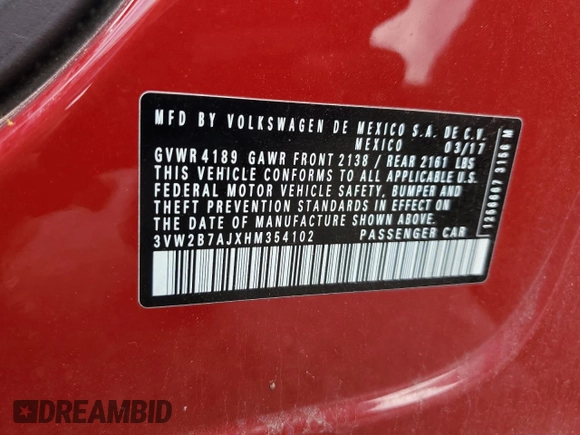 MFD BY VOLKSWAGEN DE MEXICO S.A. DE C.V.
MEXICO 03/17
GVWR 4189 GAWR FRONT 2138 / REAR 2161 LBS
THIS VEHICLE CONFORMS TO ALL APPLICABLE U.S.
FEDERAL MOTOR VEHICLE SAFETY, BUMPER AND
THEFT PREVENTION STANDARDS IN EFFECT ON
THE DATE OF MANUFACTURE SHOWN ABOVE.
3VW2B7AJXHM354102 PASSENGER CAR
DREAMBID